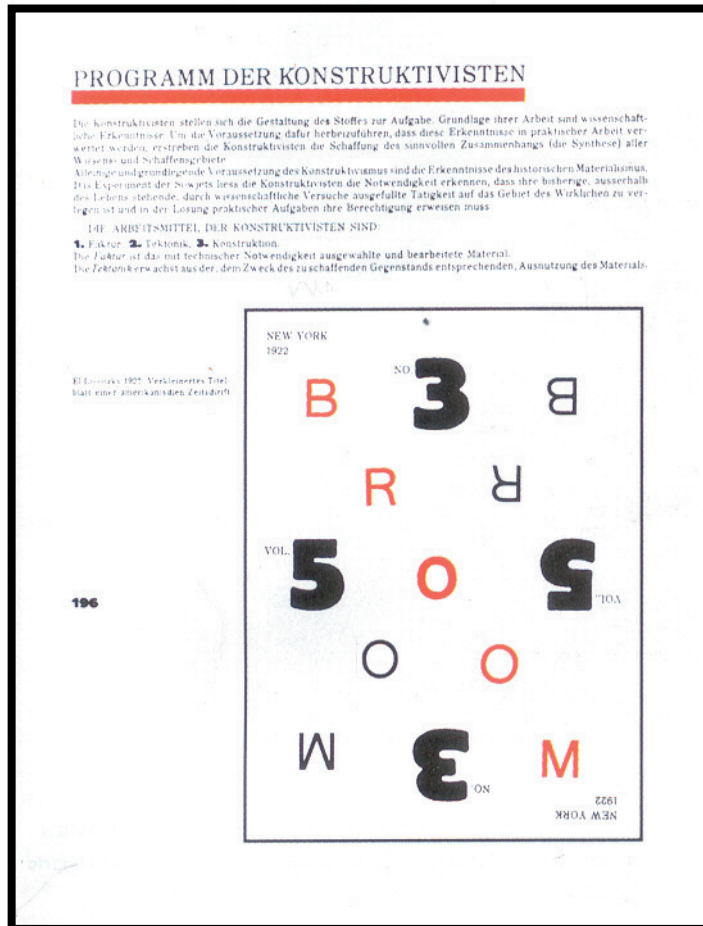 PROGRAMM DER KONSTRUKTIVISTEN
Die Konstruktivisten stellen sich die Gestaltung des Stoffes zur Aufgabe. Grundlage ihrer Arbeit sind wissenschaft-
liche Erkenntnisse. Um die Voraussetzung dafür herbeizuführen, dass diese Erkenntnisse in praktischer Arbeit ver-
wertet werden, erstreben die Konstruktivisten die Schaffung des sinnvollen Zusammenhangs (die Synthese) aller
Wissens- und Schaffensgebiete
Alleinige und grundlegende Voraussetzung des Konstruktivismus sind die Erkenntnisse des historischen Materialismus.
Das Experiment der Sowjets liess die Konstruktivisten die Notwendigkeit erkennen, dass ihre bisherige, ausserhalb
des Lebens stehende, durch wissenschaftliche Versuche ausgefüllte Tätigkeit auf das Gebiet des Wirklichen zu ver-
legen ist und in der Lösung praktischer Aufgaben ihre Berechtigung erweisen muss
DIE ARBEITSMITTEL DER KONSTRUKTIVISTEN SIND:
1. Faktur, 2. Tektonik, 3. Konstruktion.
Die Faktur ist das mit technischer Notwendigkeit ausgewählte und bearbeitete Material.
Die Tektonik erwächst aus der, dem Zweck des zu schaffenden Gegenstands entsprechenden, Ausnutzung des Materials.
El Lissitzky 1922. Verkleinertes Titel-
blatt einer amerikanischen Zeitschrift
NEW YORK
1922
B NO. 3 B
R R
VOL. 5 O 5 VOL.
O O
M 3 NO. M
1922
NEW YORK
196